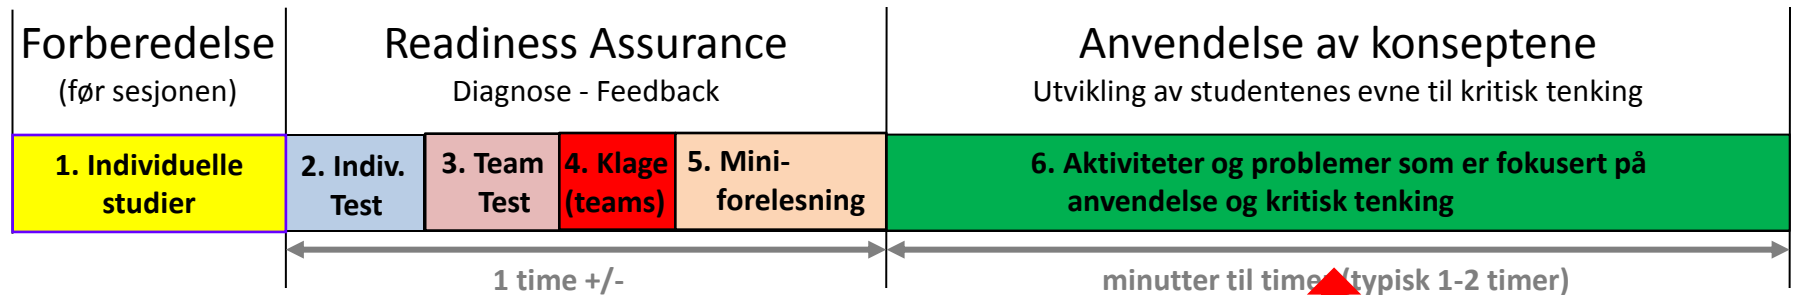 Forberedelse
(før sesjonen)
Readiness Assurance
Diagnose - Feedback
Anvendelse av konseptene
Utvikling av studentenes evne til kritisk tenking
1. Individuelle
studier
2. Indiv.
Test
3. Team
Test
4. Klage
(teams)
5. Mini-
forelesning
6. Aktiviteter og problemer som er fokusert på
anvendelse og kritisk tenking
1 time +/-
minutter til timer (typisk 1-2 timer)